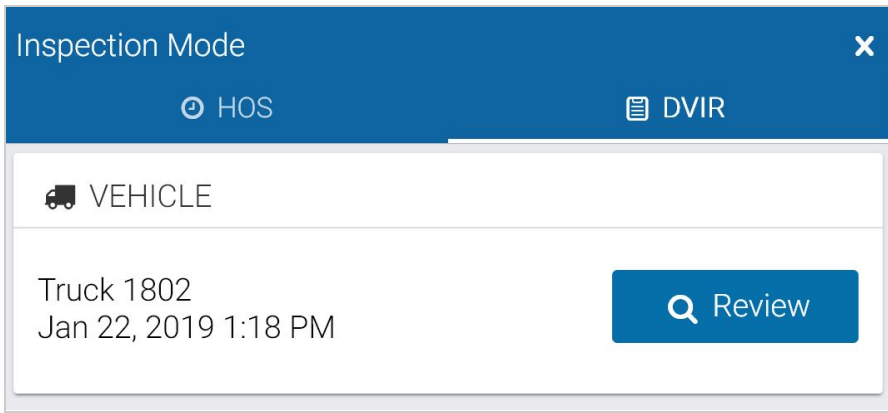 Inspection Mode
HOS
DVIR
VEHICLE
Truck 1802
Jan 22, 2019 1:18 PM
Review